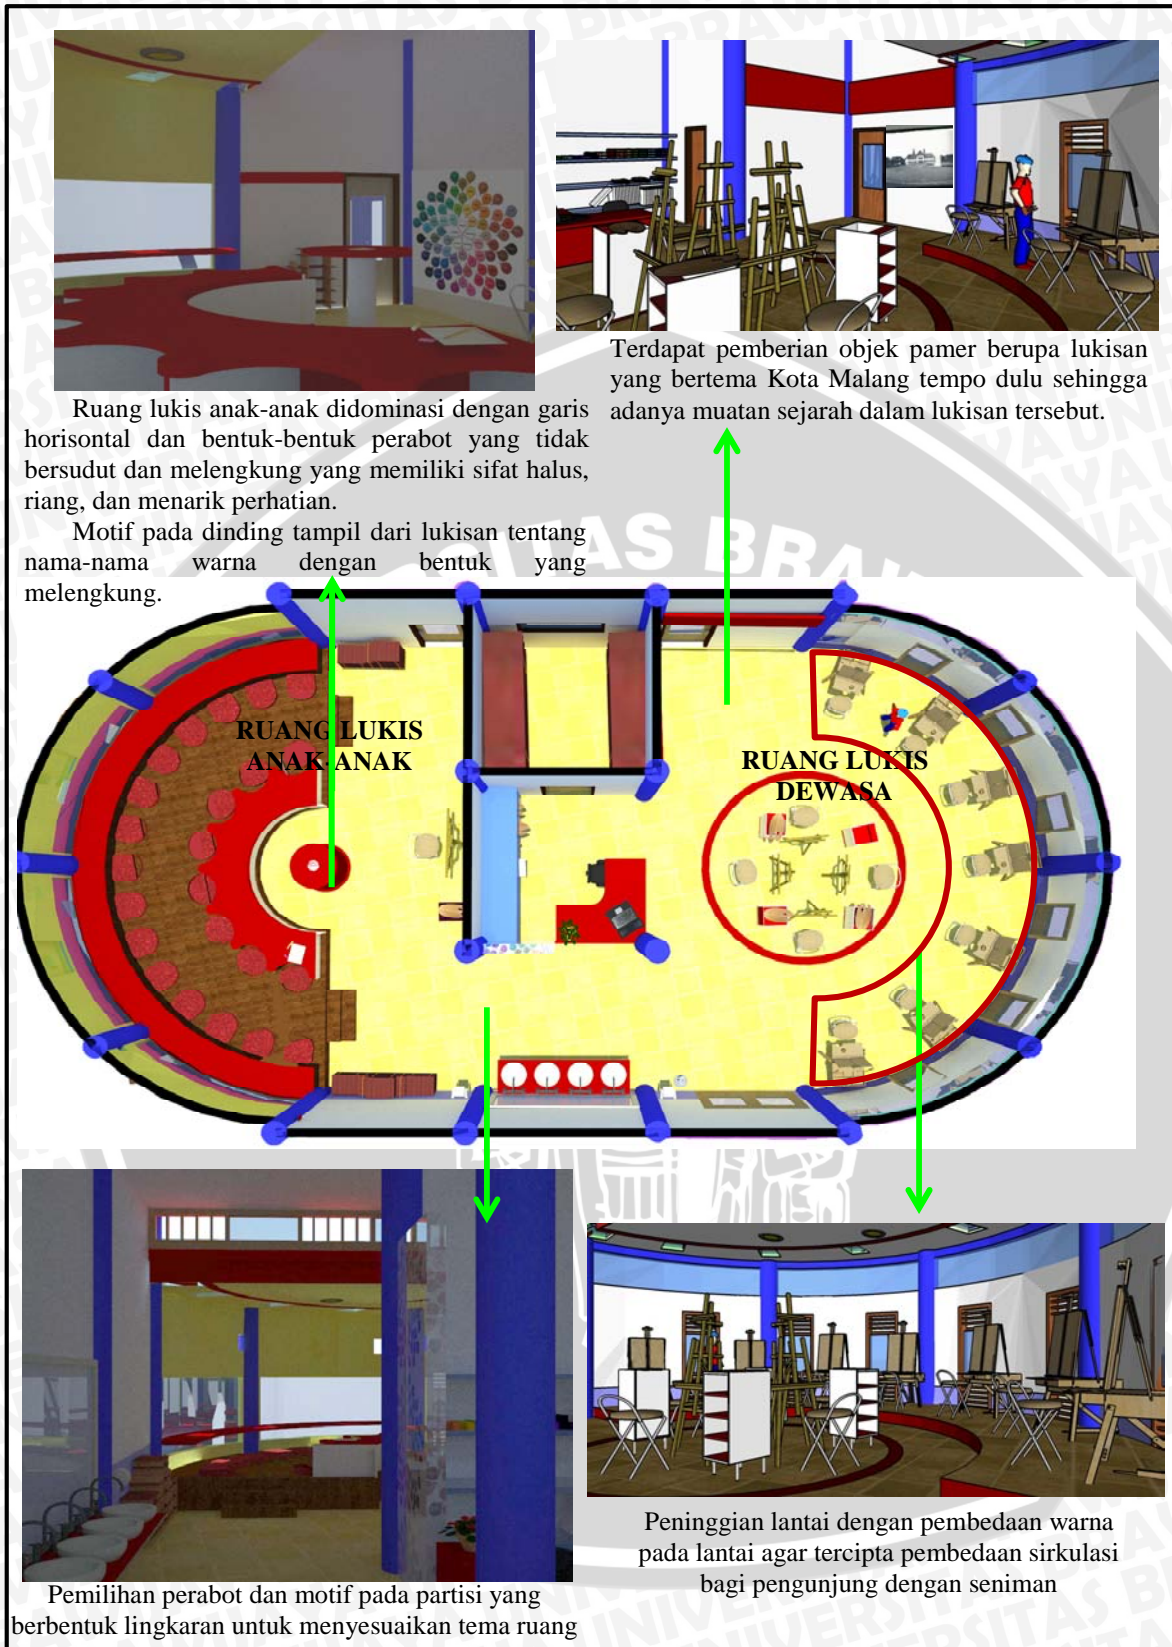 Terdapat pemberian objek pamer berupa lukisan
yang bertema Kota Malang tempo dulu sehingga
adanya muatan sejarah dalam lukisan tersebut.
Ruang lukis anak-anak didominasi dengan garis
horisontal dan bentuk-bentuk perabot yang tidak
bersudut dan melengkung yang memiliki sifat halus,
riang, dan menarik perhatian.
Motif pada dinding tampil dari lukisan tentang
nama-nama warna dengan bentuk yang
melengkung.
RUANG LUKIS
ANAK-ANAK
RUANG LUKIS
DEWASA
Peninggian lantai dengan pembedaan warna
pada lantai agar tercipta pembedaan sirkulasi
bagi pengunjung dengan seniman
Pemilihan perabot dan motif pada partisi yang
berbentuk lingkaran untuk menyesuaikan tema ruang